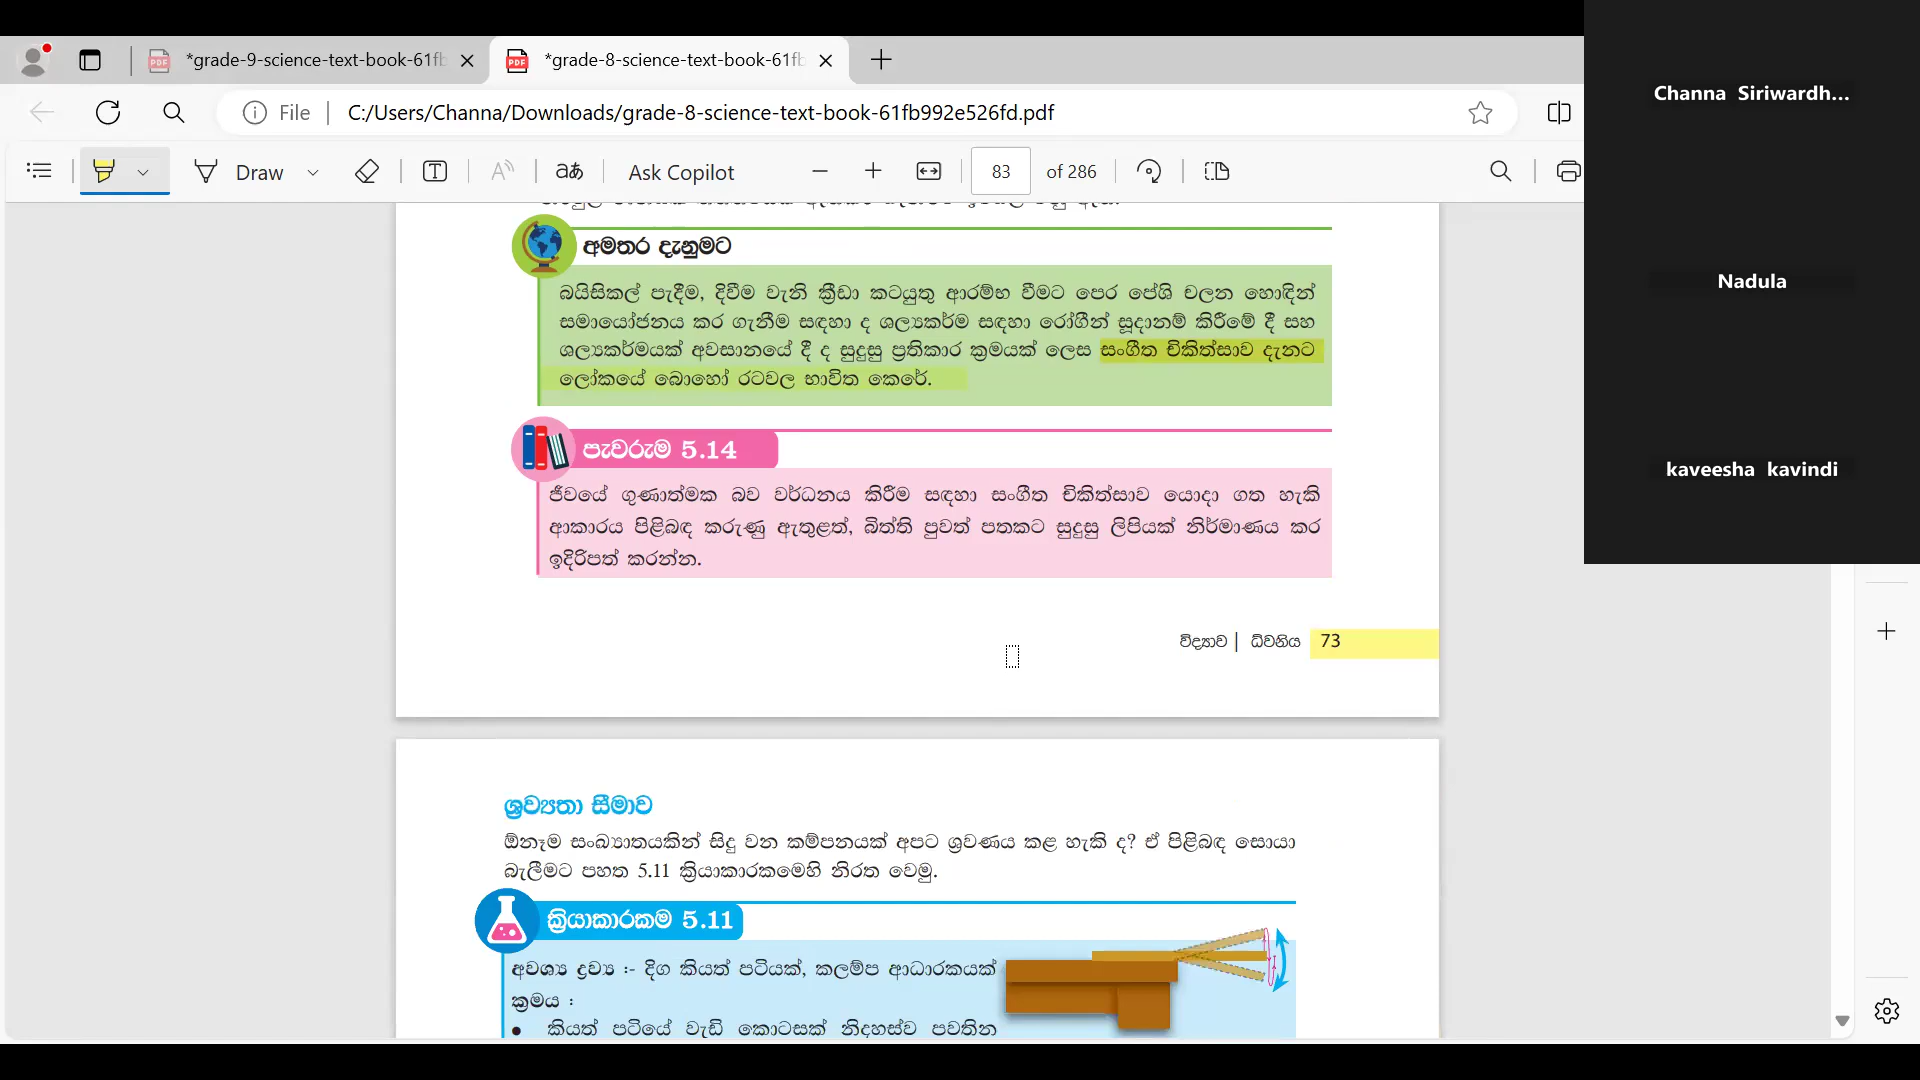 *grade-9-science-text-book-61fb
*grade-8-science-text-book-61fb
File
C:/Users/Channa/Downloads/grade-8-science-text-book-61fb992e526fd.pdf
Draw
Ask Copilot
83 of 286
Channa Siriwardh...
Nadula
kaveesha kavindi
අමතර දැනුමට
බයිසිකල් පැදීම, දිවීම වැනි ක්‍රීඩා කටයුතු ආරම්භ වීමට පෙර පේශි චලන හොඳින්
සමායෝජනය කර ගැනීම සඳහා ද ශල්‍යකර්ම සඳහා රෝගීන් සූදානම් කිරීමේ දී සහ
ශල්‍යකර්මයක් අවසානයේ දී ද සුදුසු ප්‍රතිකාර ක්‍රමයක් ලෙස සංගීත චිකිත්සාව දැනට
ලෝකයේ බොහෝ රටවල භාවිත කෙරේ.
පැවරුම 5.14
ජීවයේ ගුණාත්මක බව වර්ධනය කිරීම සඳහා සංගීත චිකිත්සාව යොදා ගත හැකි
ආකාරය පිළිබඳ කරුණු ඇතුළත්, බිත්ති පුවත් පතකට සුදුසු ලිපියක් නිර්මාණය කර
ඉදිරිපත් කරන්න.
විද්‍යාව | ධ්වනිය 73
ශ්‍රව්‍යතා සීමාව
ඕනෑම සංඛ්‍යාතයකින් සිදු වන කම්පනයක් අපට ශ්‍රවණය කළ හැකි ද? ඒ පිළිබඳ සොයා
බැලීමට පහත 5.11 ක්‍රියාකාරකමෙහි නිරත වෙමු.
ක්‍රියාකාරකම 5.11
අවශ්‍ය ද්‍රව්‍ය :- දිග කියත් පටියක්, කලම්ප ආධාරකයක්
ක්‍රමය :
● කියත් පටියේ වැඩි කොටසක් නිදහස්ව පවතින